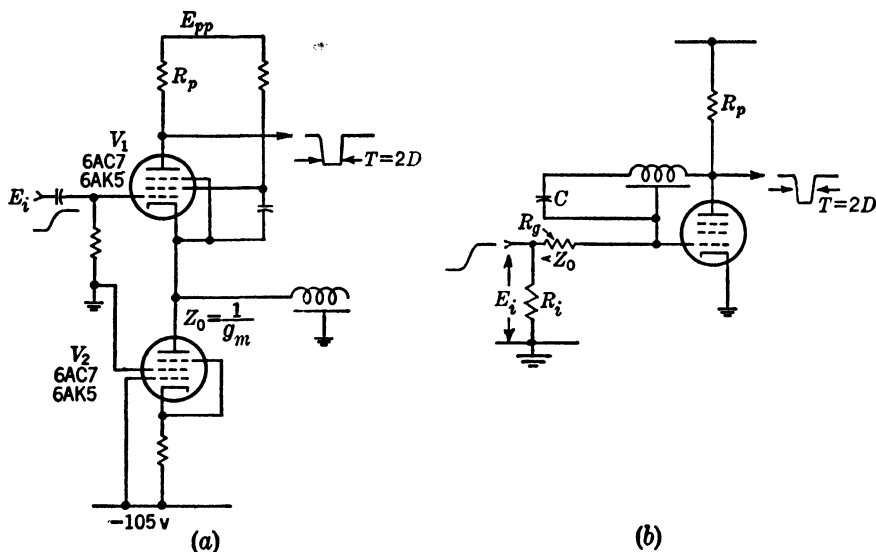 E_pp
R_p
V_1
6AC7
6AK5
E_i
T=2D
Z_0 = 1/g_m
V_2
6AC7
6AK5
−105 v
(a)
R_p
C
R_g
Z_0
E_i
R_i
T=2D
(b)